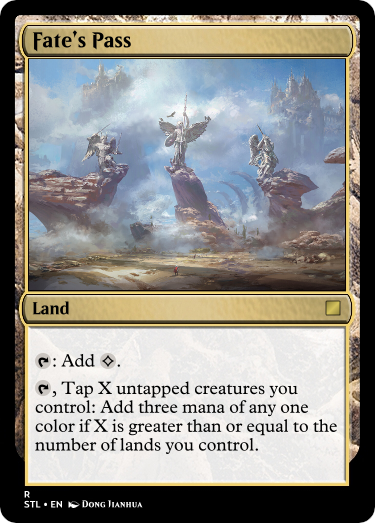 Fate's Pass
Land
: Add .
, Tap X untapped creatures you
control: Add three mana of any one
color if X is greater than or equal to the
number of lands you control.
R
STL • EN Dong Jianhua